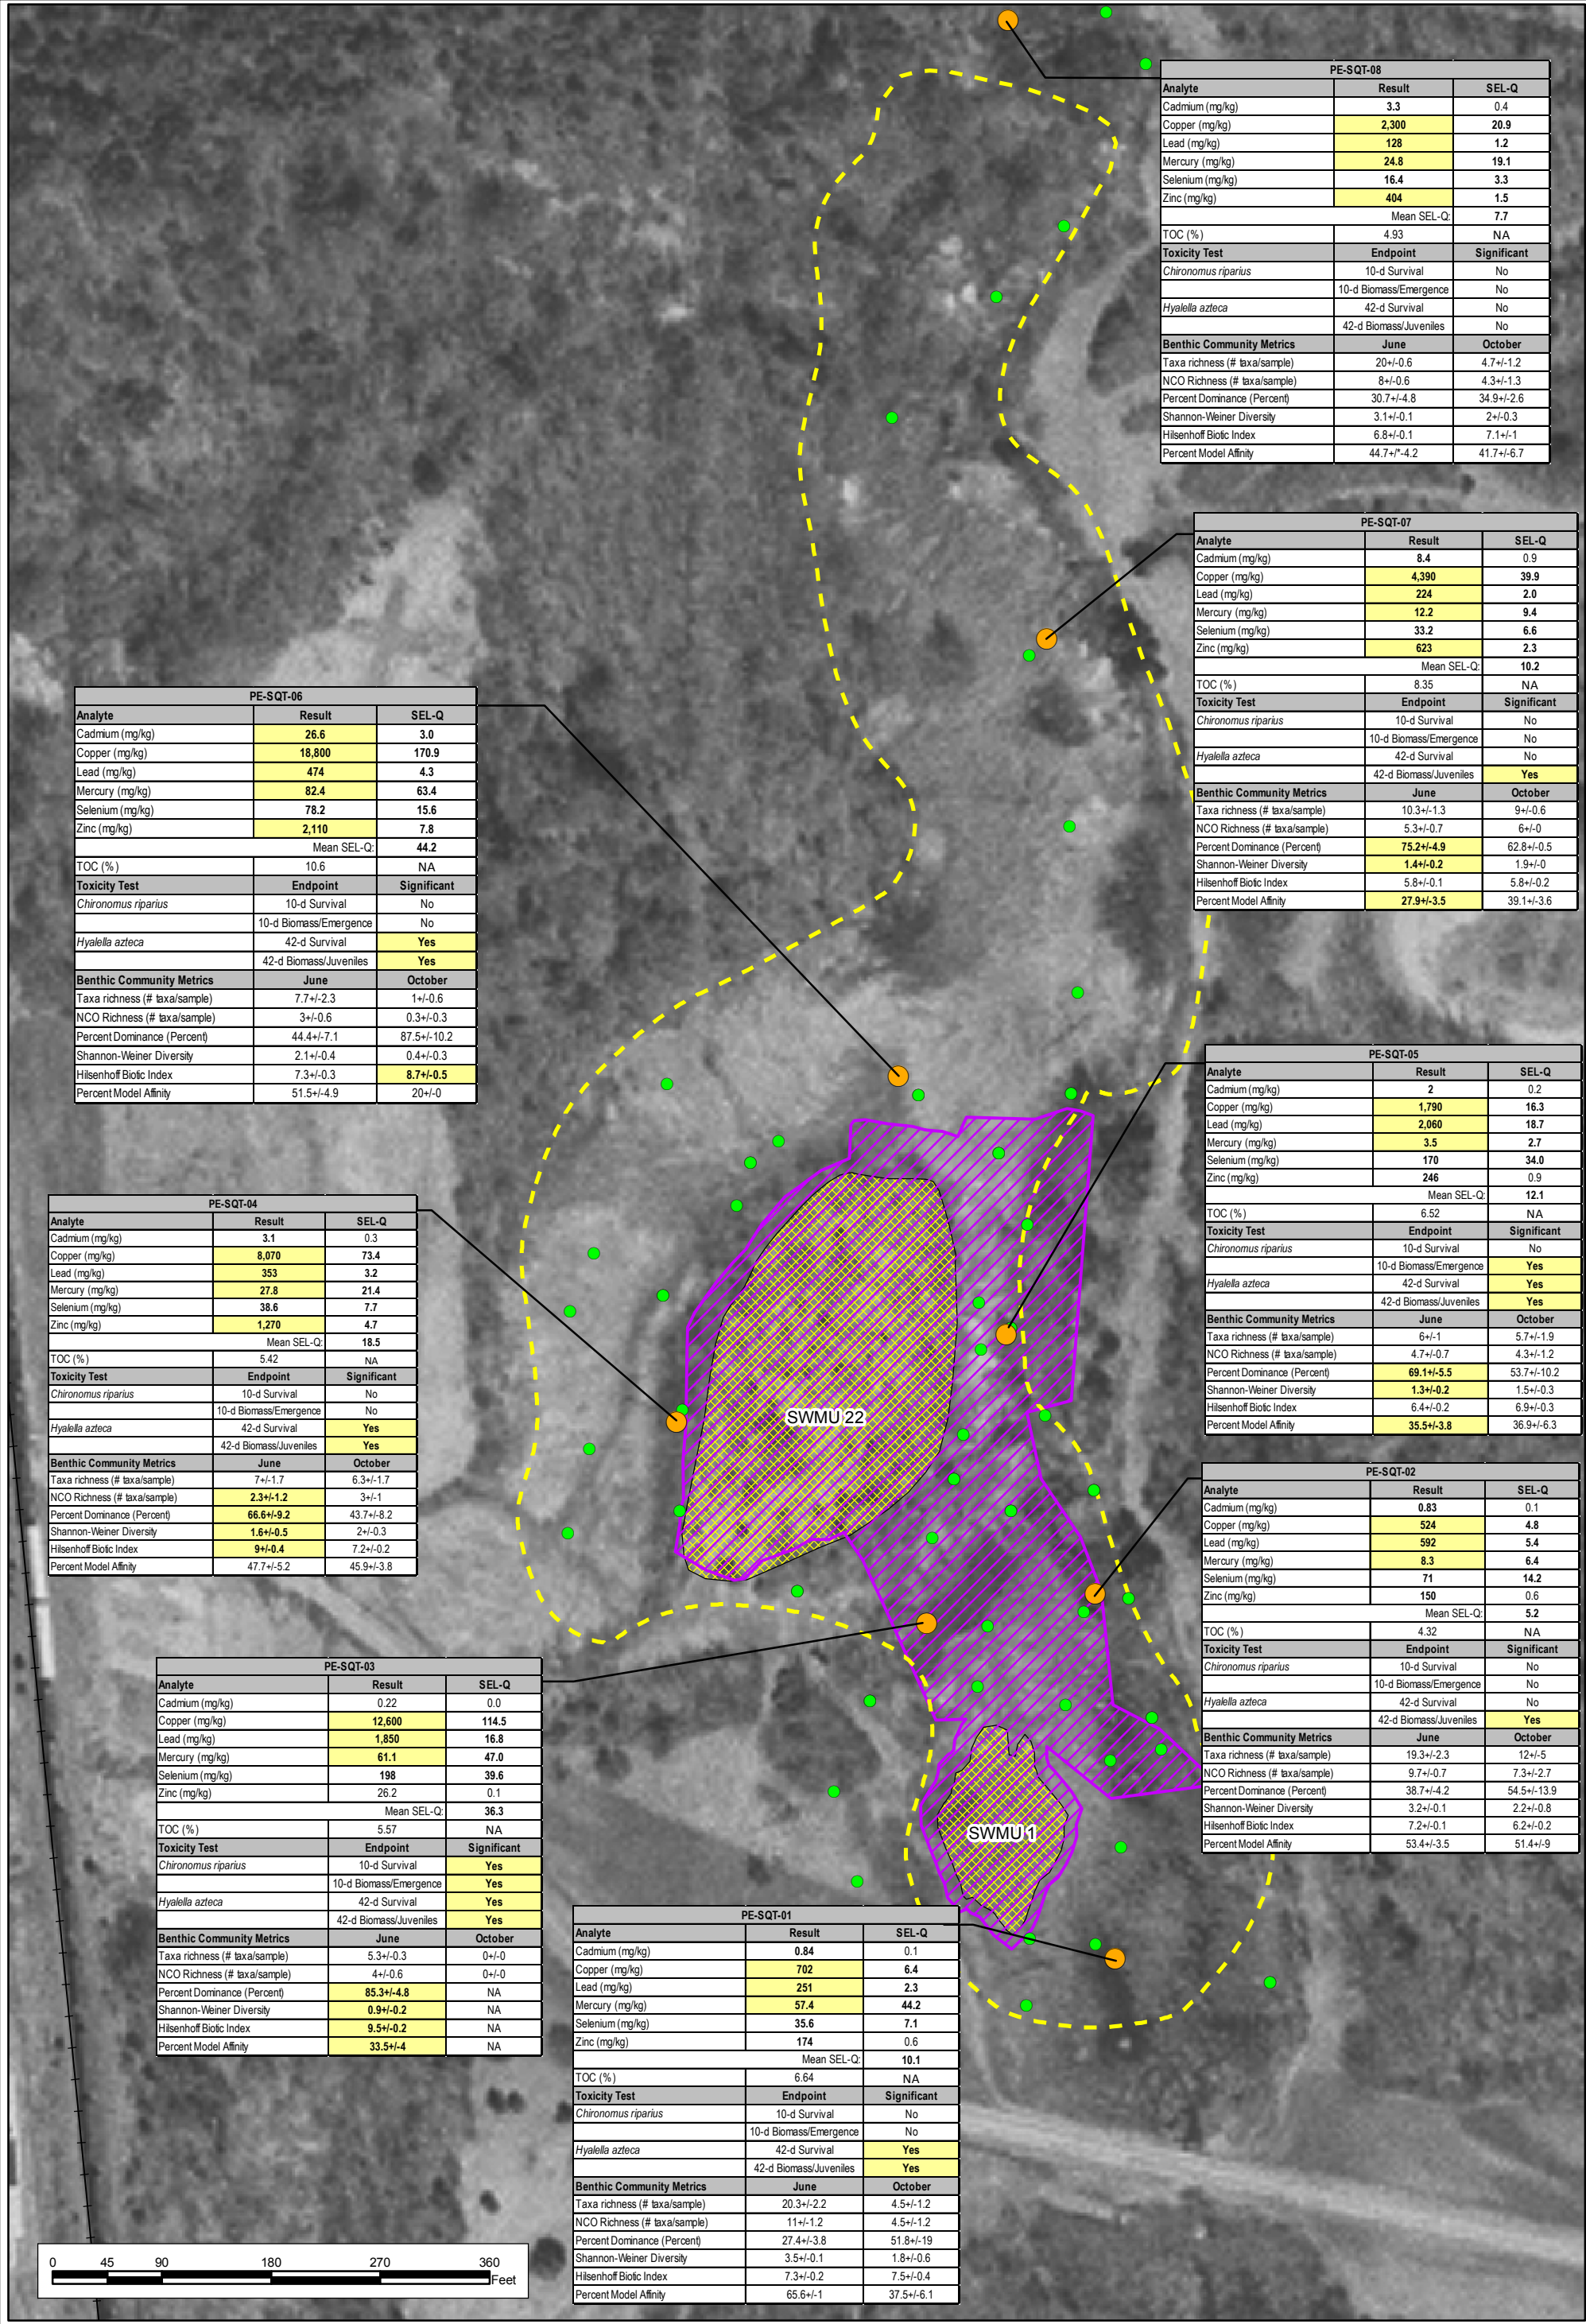 PE-SQT-08
Analyte Result SEL-Q
Cadmium (mg/kg) 3.3 0.4
Copper (mg/kg) 2,300 20.9
Lead (mg/kg) 128 1.2
Mercury (mg/kg) 24.8 19.1
Selenium (mg/kg) 16.4 3.3
Zinc (mg/kg) 404 1.5
Mean SEL-Q: 7.7
TOC (%) 4.93 NA
Toxicity Test Endpoint Significant
Chironomus riparius 10-d Survival No
10-d Biomass/Emergence No
Hyalella azteca 42-d Survival No
42-d Biomass/Juveniles No
Benthic Community Metrics June October
Taxa richness (# taxa/sample) 20+/-0.6 4.7+/-1.2
NCO Richness (# taxa/sample) 8+/-0.6 4.3+/-1.3
Percent Dominance (Percent) 30.7+/-4.8 34.9+/-2.6
Shannon-Weiner Diversity 3.1+/-0.1 2+/-0.3
Hilsenhoff Biotic Index 6.8+/-0.1 7.1+/-1
Percent Model Affinity 44.7+/*-4.2 41.7+/-6.7
PE-SQT-07
Analyte Result SEL-Q
Cadmium (mg/kg) 8.4 0.9
Copper (mg/kg) 4,390 39.9
Lead (mg/kg) 224 2.0
Mercury (mg/kg) 12.2 9.4
Selenium (mg/kg) 33.2 6.6
Zinc (mg/kg) 623 2.3
Mean SEL-Q: 10.2
TOC (%) 8.35 NA
Toxicity Test Endpoint Significant
Chironomus riparius 10-d Survival No
10-d Biomass/Emergence No
Hyalella azteca 42-d Survival No
42-d Biomass/Juveniles Yes
Benthic Community Metrics June October
Taxa richness (# taxa/sample) 10.3+/-1.3 9+/-0.6
NCO Richness (# taxa/sample) 5.3+/-0.7 6+/-0
Percent Dominance (Percent) 75.2+/-4.9 62.8+/-0.5
Shannon-Weiner Diversity 1.4+/-0.2 1.9+/-0
Hilsenhoff Biotic Index 5.8+/-0.1 5.8+/-0.2
Percent Model Affinity 27.9+/-3.5 39.1+/-3.6
PE-SQT-06
Analyte Result SEL-Q
Cadmium (mg/kg) 26.6 3.0
Copper (mg/kg) 18,800 170.9
Lead (mg/kg) 474 4.3
Mercury (mg/kg) 82.4 63.4
Selenium (mg/kg) 78.2 15.6
Zinc (mg/kg) 2,110 7.8
Mean SEL-Q: 44.2
TOC (%) 10.6 NA
Toxicity Test Endpoint Significant
Chironomus riparius 10-d Survival No
10-d Biomass/Emergence No
Hyalella azteca 42-d Survival Yes
42-d Biomass/Juveniles Yes
Benthic Community Metrics June October
Taxa richness (# taxa/sample) 7.7+/-2.3 1+/-0.6
NCO Richness (# taxa/sample) 3+/-0.6 0.3+/-0.3
Percent Dominance (Percent) 44.4+/-7.1 87.5+/-10.2
Shannon-Weiner Diversity 2.1+/-0.4 0.4+/-0.3
Hilsenhoff Biotic Index 7.3+/-0.3 8.7+/-0.5
Percent Model Affinity 51.5+/-4.9 20+/-0
PE-SQT-05
Analyte Result SEL-Q
Cadmium (mg/kg) 2 0.2
Copper (mg/kg) 1,790 16.3
Lead (mg/kg) 2,060 18.7
Mercury (mg/kg) 3.5 2.7
Selenium (mg/kg) 170 34.0
Zinc (mg/kg) 246 0.9
Mean SEL-Q: 12.1
TOC (%) 6.52 NA
Toxicity Test Endpoint Significant
Chironomus riparius 10-d Survival No
10-d Biomass/Emergence Yes
Hyalella azteca 42-d Survival Yes
42-d Biomass/Juveniles Yes
Benthic Community Metrics June October
Taxa richness (# taxa/sample) 6+/-1 5.7+/-1.9
NCO Richness (# taxa/sample) 4.7+/-0.7 4.3+/-1.2
Percent Dominance (Percent) 69.1+/-5.5 53.7+/-10.2
Shannon-Weiner Diversity 1.3+/-0.2 1.5+/-0.3
Hilsenhoff Biotic Index 6.4+/-0.2 6.9+/-0.3
Percent Model Affinity 35.5+/-3.8 36.9+/-6.3
PE-SQT-04
Analyte Result SEL-Q
Cadmium (mg/kg) 3.1 0.3
Copper (mg/kg) 8,070 73.4
Lead (mg/kg) 353 3.2
Mercury (mg/kg) 27.8 21.4
Selenium (mg/kg) 38.6 7.7
Zinc (mg/kg) 1,270 4.7
Mean SEL-Q: 18.5
TOC (%) 5.42 NA
Toxicity Test Endpoint Significant
Chironomus riparius 10-d Survival No
10-d Biomass/Emergence No
Hyalella azteca 42-d Survival Yes
42-d Biomass/Juveniles Yes
Benthic Community Metrics June October
Taxa richness (# taxa/sample) 7+/-1.7 6.3+/-1.7
NCO Richness (# taxa/sample) 2.3+/-1.2 3+/-1
Percent Dominance (Percent) 66.6+/-9.2 43.7+/-8.2
Shannon-Weiner Diversity 1.6+/-0.5 2+/-0.3
Hilsenhoff Biotic Index 9+/-0.4 7.2+/-0.2
Percent Model Affinity 47.7+/-5.2 45.9+/-3.8
SWMU 22
PE-SQT-02
Analyte Result SEL-Q
Cadmium (mg/kg) 0.83 0.1
Copper (mg/kg) 524 4.8
Lead (mg/kg) 592 5.4
Mercury (mg/kg) 8.3 6.4
Selenium (mg/kg) 71 14.2
Zinc (mg/kg) 150 0.6
Mean SEL-Q: 5.2
TOC (%) 4.32 NA
Toxicity Test Endpoint Significant
Chironomus riparius 10-d Survival No
10-d Biomass/Emergence No
Hyalella azteca 42-d Survival No
42-d Biomass/Juveniles Yes
Benthic Community Metrics June October
Taxa richness (# taxa/sample) 19.3+/-2.3 12+/-5
NCO Richness (# taxa/sample) 9.7+/-0.7 7.3+/-2.7
Percent Dominance (Percent) 38.7+/-4.2 54.5+/-13.9
Shannon-Weiner Diversity 3.2+/-0.1 2.2+/-0.8
Hilsenhoff Biotic Index 7.2+/-0.1 6.2+/-0.2
Percent Model Affinity 53.4+/-3.5 51.4+/-9
PE-SQT-03
Analyte Result SEL-Q
Cadmium (mg/kg) 0.22 0.0
Copper (mg/kg) 12,600 114.5
Lead (mg/kg) 1,850 16.8
Mercury (mg/kg) 61.1 47.0
Selenium (mg/kg) 198 39.6
Zinc (mg/kg) 26.2 0.1
Mean SEL-Q: 36.3
TOC (%) 5.57 NA
Toxicity Test Endpoint Significant
Chironomus riparius 10-d Survival Yes
10-d Biomass/Emergence Yes
Hyalella azteca 42-d Survival Yes
42-d Biomass/Juveniles Yes
Benthic Community Metrics June October
Taxa richness (# taxa/sample) 5.3+/-0.3 0+/-0
NCO Richness (# taxa/sample) 4+/-0.6 0+/-0
Percent Dominance (Percent) 85.3+/-4.8 NA
Shannon-Weiner Diversity 0.9+/-0.2 NA
Hilsenhoff Biotic Index 9.5+/-0.2 NA
Percent Model Affinity 33.5+/-4 NA
SWMU 1
PE-SQT-01
Analyte Result SEL-Q
Cadmium (mg/kg) 0.84 0.1
Copper (mg/kg) 702 6.4
Lead (mg/kg) 251 2.3
Mercury (mg/kg) 57.4 44.2
Selenium (mg/kg) 35.6 7.1
Zinc (mg/kg) 174 0.6
Mean SEL-Q: 10.1
TOC (%) 6.64 NA
Toxicity Test Endpoint Significant
Chironomus riparius 10-d Survival No
10-d Biomass/Emergence No
Hyalella azteca 42-d Survival Yes
42-d Biomass/Juveniles Yes
Benthic Community Metrics June October
Taxa richness (# taxa/sample) 20.3+/-2.2 4.5+/-1.2
NCO Richness (# taxa/sample) 11+/-1.2 4.5+/-1.2
Percent Dominance (Percent) 27.4+/-3.8 51.8+/-19
Shannon-Weiner Diversity 3.5+/-0.1 1.8+/-0.6
Hilsenhoff Biotic Index 7.3+/-0.2 7.5+/-0.4
Percent Model Affinity 65.6+/-1 37.5+/-6.1
0 45 90 180 270 360
Feet